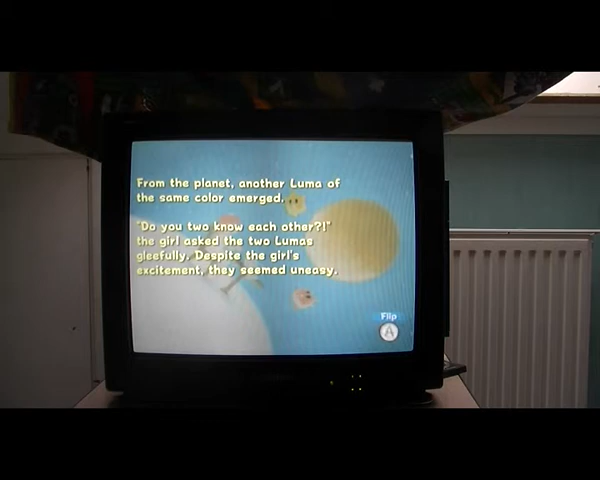 From the planet, another Luma of
the same color emerged.
"Do you two know each other?!"
the girl asked the two Lumas
gleefully. Despite the girl's
excitement, they seemed uneasy.
Flip
A